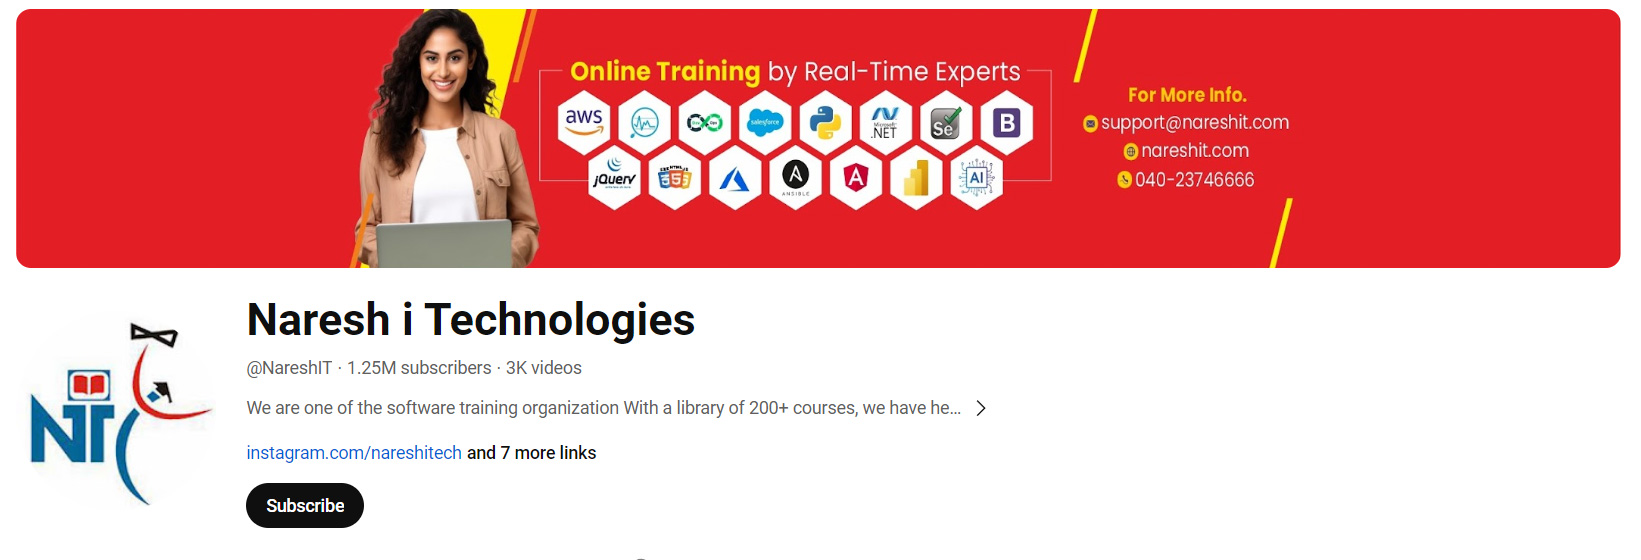 Online Training by Real-Time Experts
aws
salesforce
Microsoft
.NET
Se
B
jQuery
HTML
5
ANSIBLE
A
AI
For More Info.
support@nareshit.com
nareshit.com
040-23746666
NIT
Naresh i Technologies
@NareshIT · 1.25M subscribers · 3K videos
We are one of the software training organization With a library of 200+ courses, we have he...
instagram.com/nareshitech and 7 more links
Subscribe